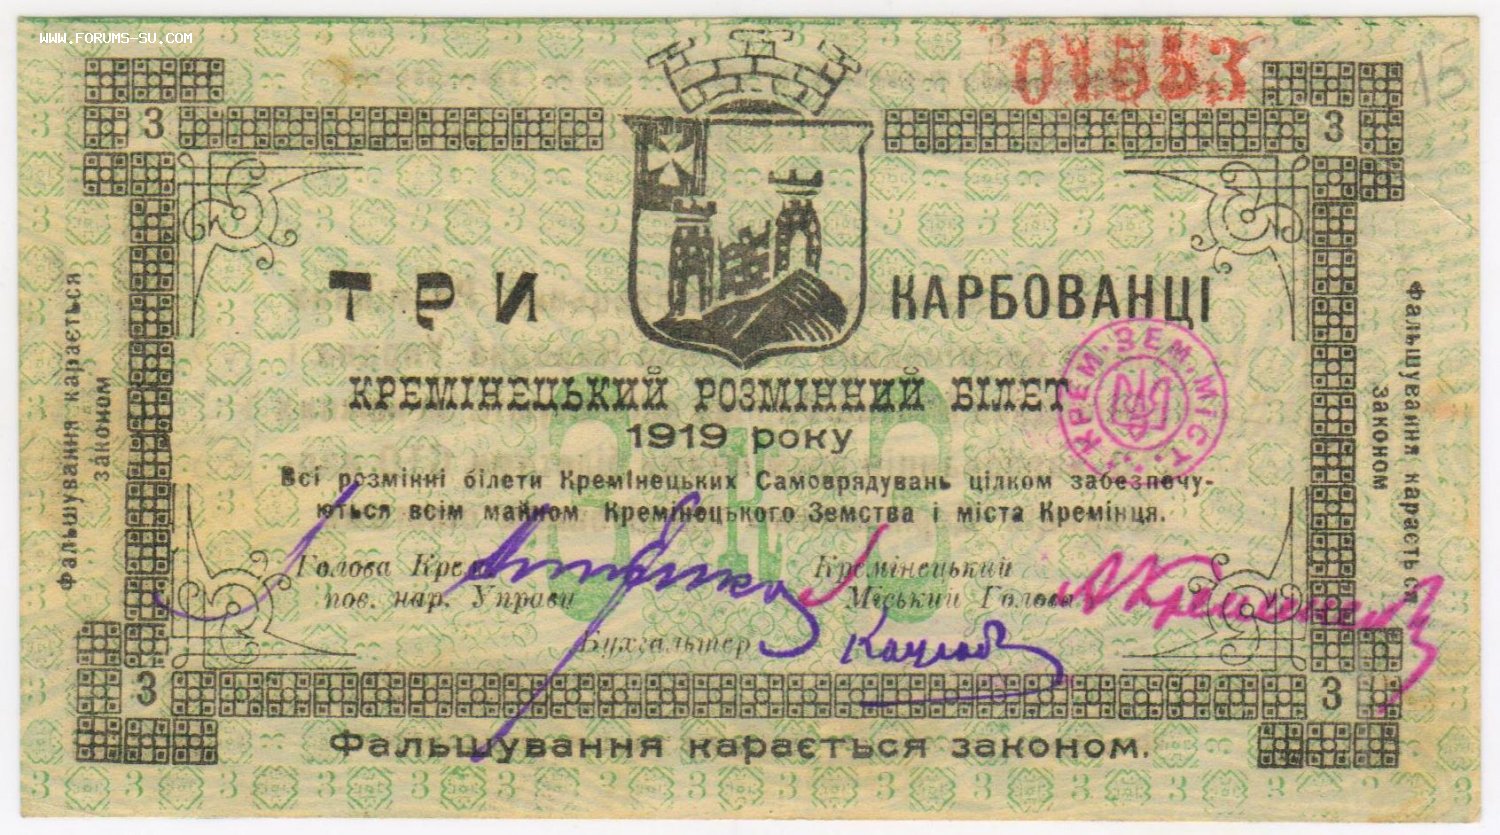 WWW.FORUMS-SU.COM
01553
15
3
3
ТРИ КАРБОВАНЦІ
КРЕМ. ЗЕМ. МІСТ.
КРЕМІНЕЦЬКИЙ РОЗМІННИЙ БІЛЕТ
1919 року
Всі розмінні білети Кремінецьких Самоврядувань цілком забезпечу-
ються всім майном Кремінецького Земства і міста Кремінця.
Голова Крем
пов. нар. Управи
Кремінецький
Міський Голова
Бухгальтер
3
3
Фальшування карається законом.
Фальшування карається
законом
Фальшування карається
законом